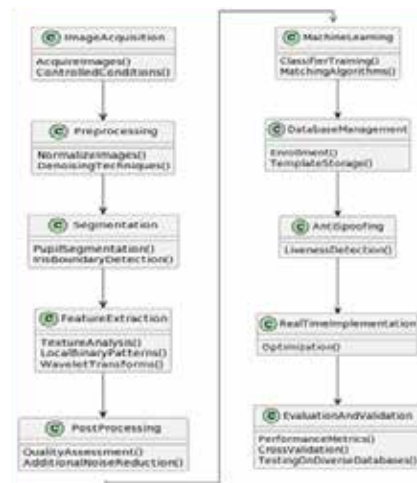 C ImageAcquisition
AcquireImages()
ControlledConditions()
C Preprocessing
NormalizeImages()
DenoisingTechniques()
C Segmentation
PupilSegmentation()
IrisBoundaryDetection()
C FeatureExtraction
TextureAnalysis()
LocalBinaryPatterns()
WaveletTransforms()
C PostProcessing
QualityAssessment()
AdditionalNoiseReduction()
C MachineLearning
ClassifierTraining()
MatchingAlgorithms()
C DatabaseManagement
Enrollment()
TemplateStorage()
C AntiSpoofing
LivenessDetection()
C RealTimeImplementation
Optimization()
C EvaluationAndValidation
PerformanceMetrics()
CrossValidation()
TestingOnDiverseDatabases()